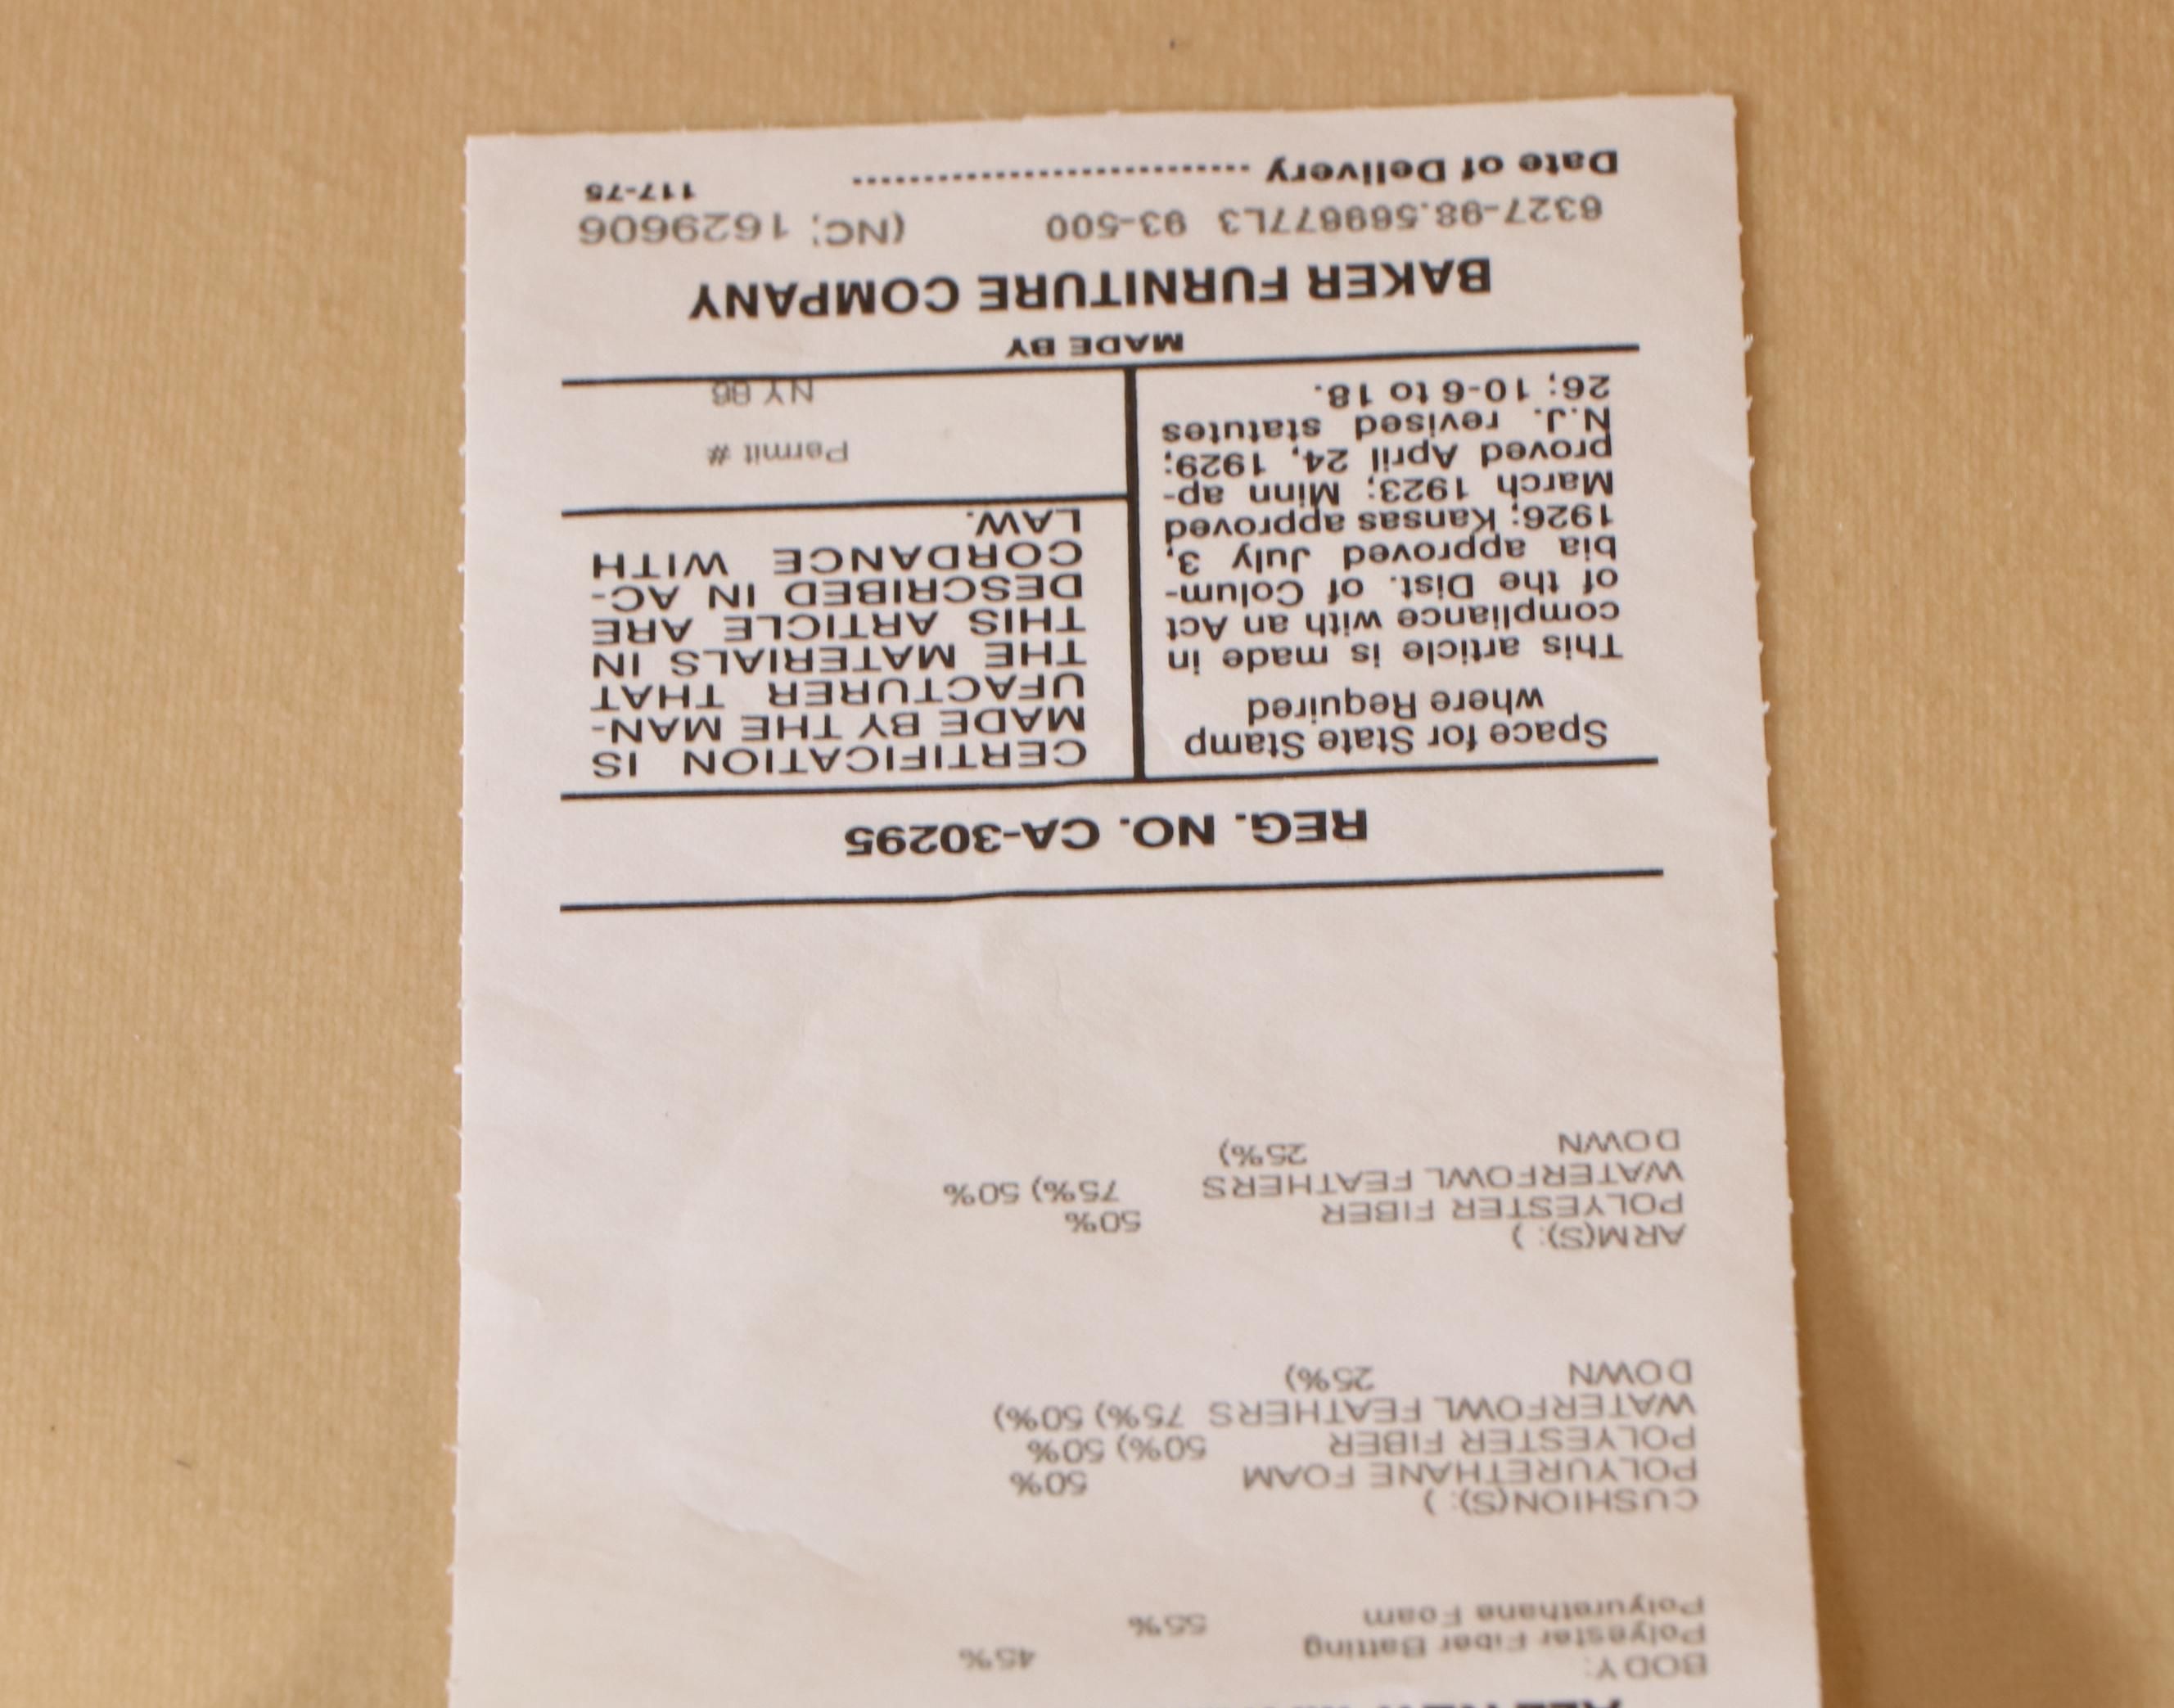 BODY:
Polyester Fiber Batting 45%
Polyurethane Foam 55%
CUSHION(S): )
POLYURETHANE FOAM 50%
POLYESTER FIBER 50%) 50%
WATERFOWL FEATHERS 75%) 50%)
DOWN 25%)
ARM(S): )
POLYESTER FIBER 50%
WATERFOWL FEATHERS 75%) 50%
DOWN 25%)
REG. NO. CA-30295
Space for State Stamp
where Required
This article is made in
compliance with an Act
of the Dist. of Colum-
bia approved July 3,
1926; Kansas approved
March 1923; Minn ap-
proved April 24, 1929;
N.J. revised statutes
26; 10-6 to 18.
CERTIFICATION IS
MADE BY THE MAN-
UFACTURER THAT
THE MATERIALS IN
THIS ARTICLE ARE
DESCRIBED IN AC-
CORDANCE WITH
LAW.
Permit #
NY 86
MADE BY
BAKER FURNITURE COMPANY
6327-98.569677L3 93-500 (NC; 1629606
Date of Delivery ............................ 117-75